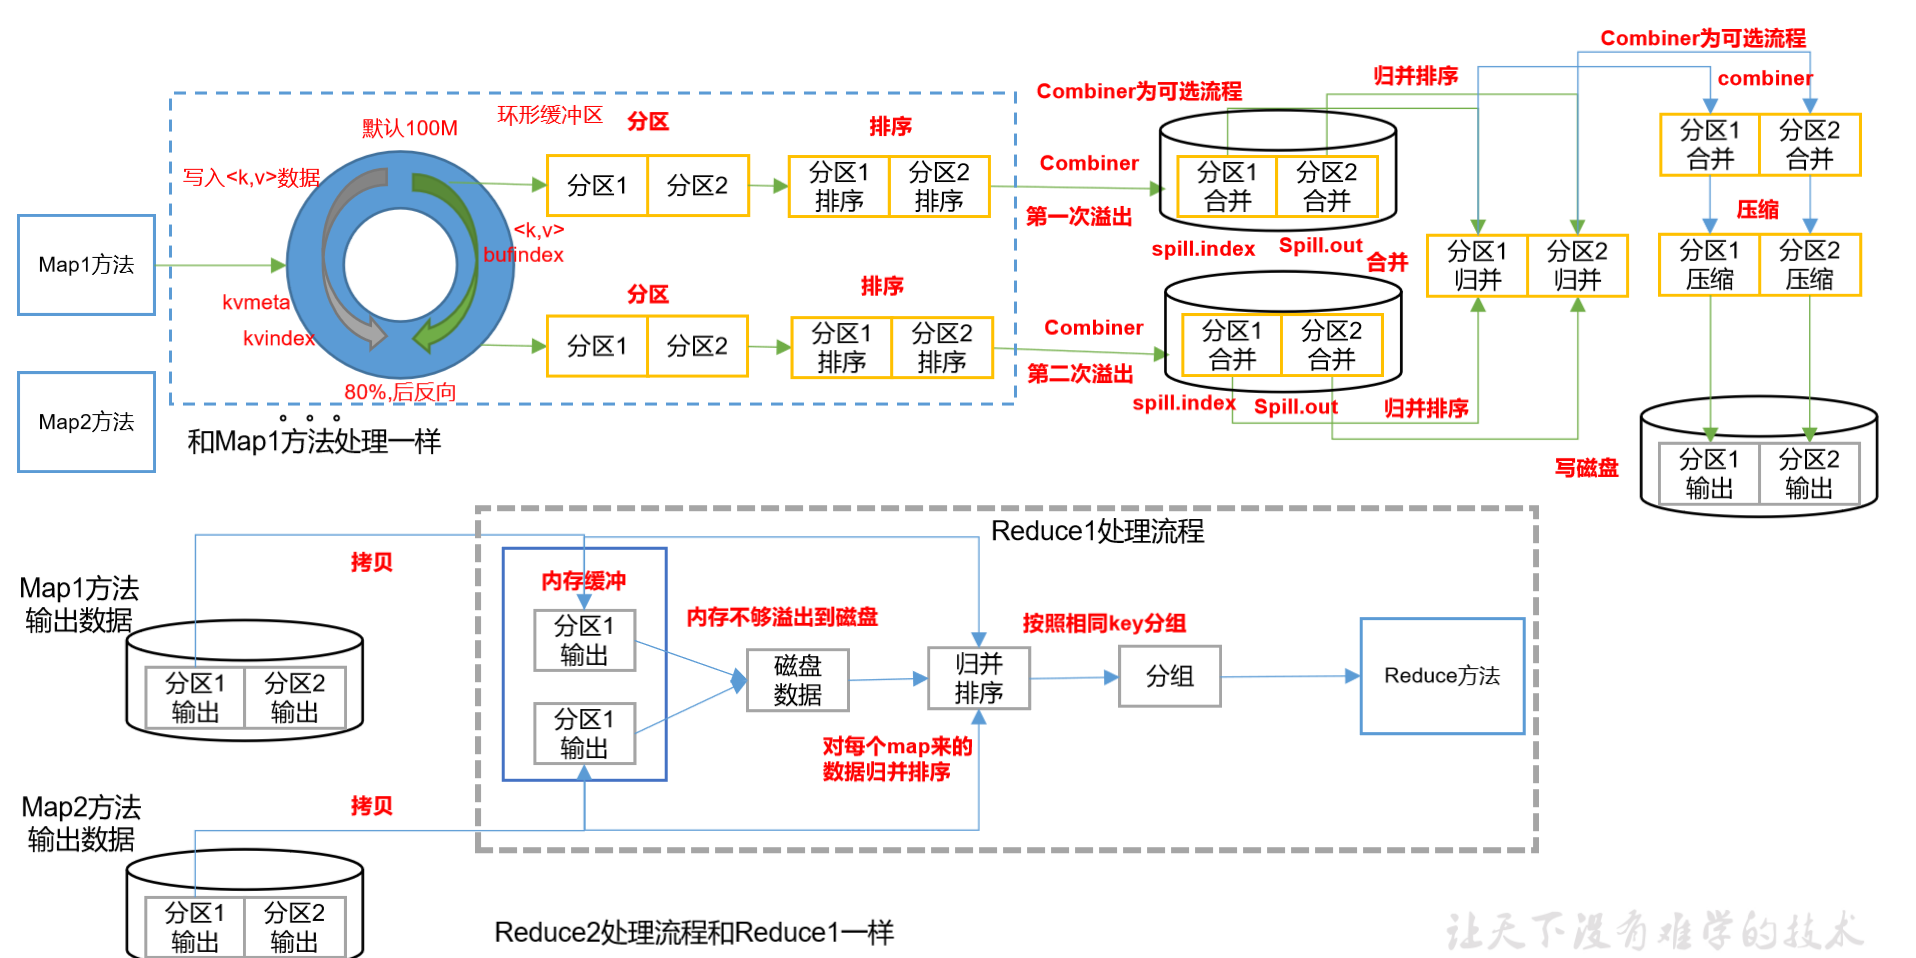 Combiner为可选流程
归并排序
combiner
Combiner为可选流程
默认100M
环形缓冲区
分区
排序
写入<k,v>数据
分区1
分区2
分区1
排序
分区2
排序
Combiner
第一次溢出
分区1
合并
分区2
合并
分区1
合并
分区2
合并
压缩
Map1方法
<k,v>
bufindex
spill.index
Spill.out
合并
分区1
归并
分区2
归并
分区1
压缩
分区2
压缩
kvmeta
kvindex
分区
排序
分区1
分区2
分区1
排序
分区2
排序
Combiner
第二次溢出
分区1
合并
分区2
合并
80%,后反向
spill.index
Spill.out
归并排序
Map2方法
。。。
和Map1方法处理一样
写磁盘
分区1
输出
分区2
输出
Reduce1处理流程
拷贝
Map1方法
输出数据
分区1
输出
分区2
输出
内存缓冲
分区1
输出
分区1
输出
内存不够溢出到磁盘
磁盘
数据
归并
排序
按照相同key分组
分组
Reduce方法
对每个map来的
数据归并排序
拷贝
Map2方法
输出数据
分区1
输出
分区2
输出
Reduce2处理流程和Reduce1一样
让天下没有难学的技术